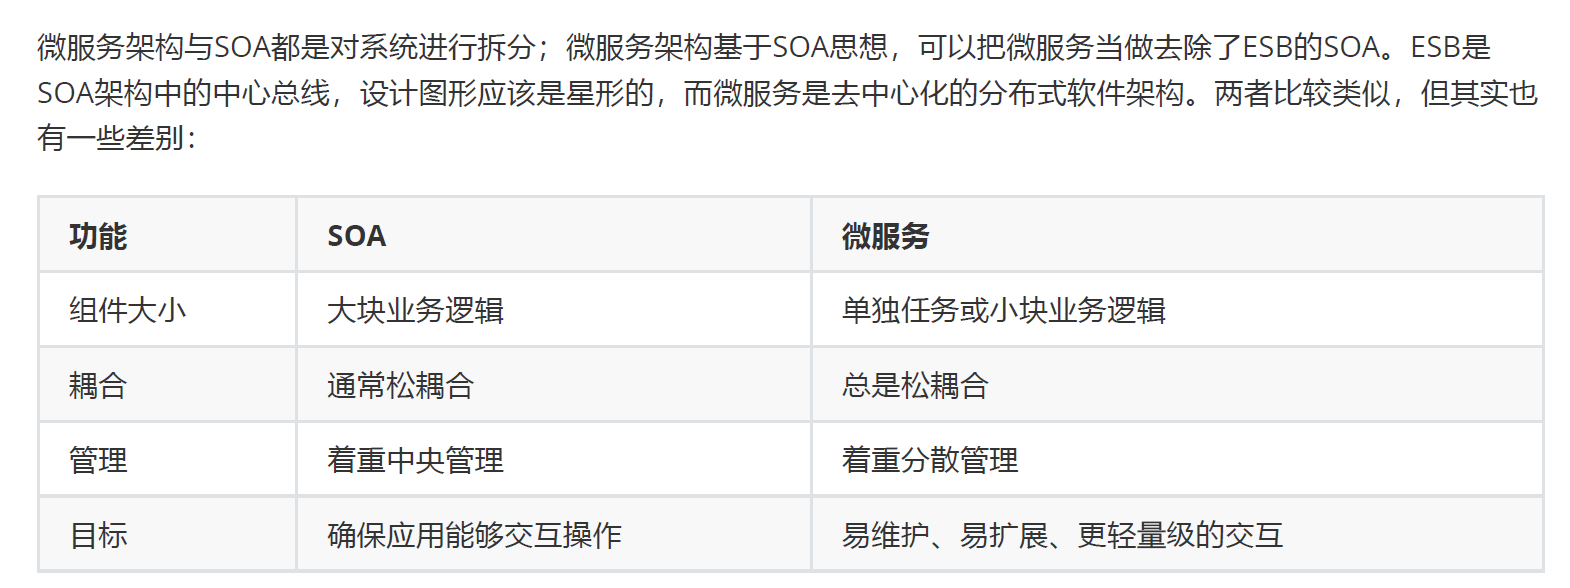 微服务架构与SOA都是对系统进行拆分；微服务架构基于SOA思想，可以把微服务当做去除了ESB的SOA。ESB是
SOA架构中的中心总线，设计图形应该是星形的，而微服务是去中心化的分布式软件架构。两者比较类似，但其实也
有一些差别：
功能 SOA 微服务
组件大小 大块业务逻辑 单独任务或小块业务逻辑
耦合 通常松耦合 总是松耦合
管理 着重中央管理 着重分散管理
目标 确保应用能够交互操作 易维护、易扩展、更轻量级的交互